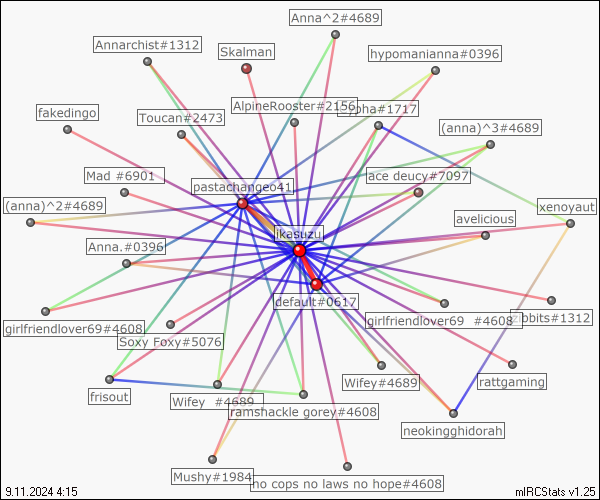 Anna^2#4689
Annarchist#1312
Skalman
hypomanianna#0396
AlpineRooster#2156
#1717
fakedingo
Toucan#2473
(anna)^3#4689
Mad #6901
pastachangeo41
ace deucy#7097
(anna)^2#4689
xenoyaut
avelicious
jkasuzu
Anna.#0396
default#0617
girlfriendlover69#4608
girlfriendlover69 #4608
#1312
Soxy Foxy#5076
Wifey#4689
rattgaming
frisout
Wifey #4689
ramshackle gorey#4608
neokingghidorah
Mushy#1984
no cops no laws no hope#4608
9.11.2024 4:15
mIRCStats v1.25